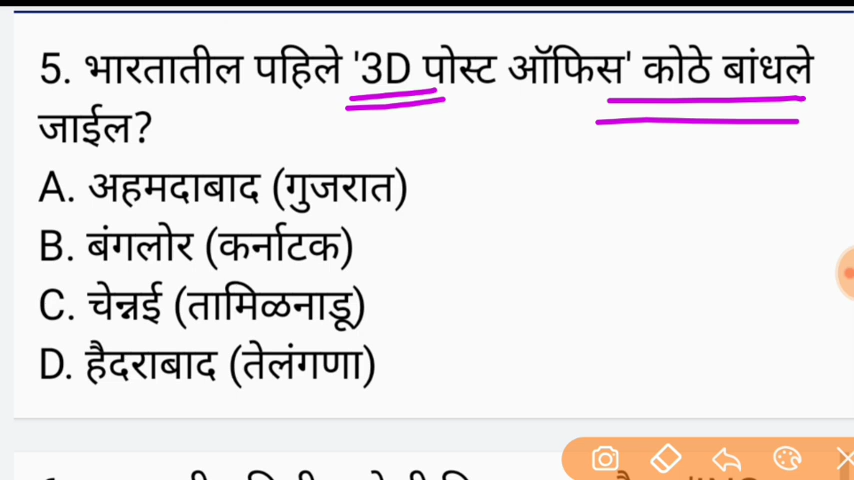 5. भारतातील पहिले '3D पोस्ट ऑफिस' कोठे बांधले
जाईल?
A. अहमदाबाद (गुजरात)
B. बंगलोर (कर्नाटक)
C. चेन्नई (तामिळनाडू)
D. हैदराबाद (तेलंगणा)